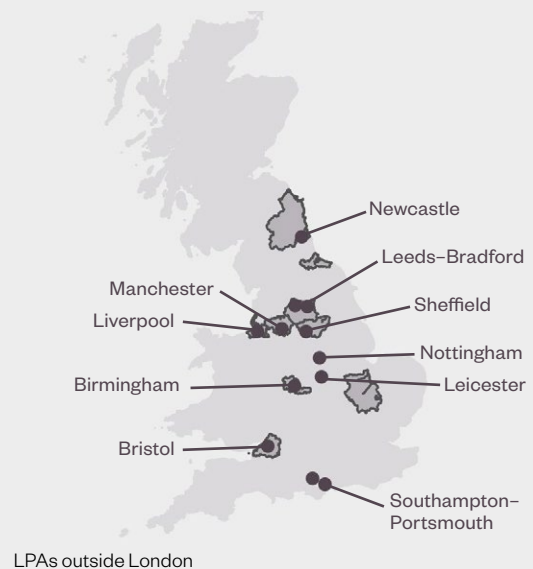 Newcastle
Leeds–Bradford
Manchester
Sheffield
Liverpool
Nottingham
Birmingham
Leicester
Bristol
Southampton–
Portsmouth
LPAs outside London